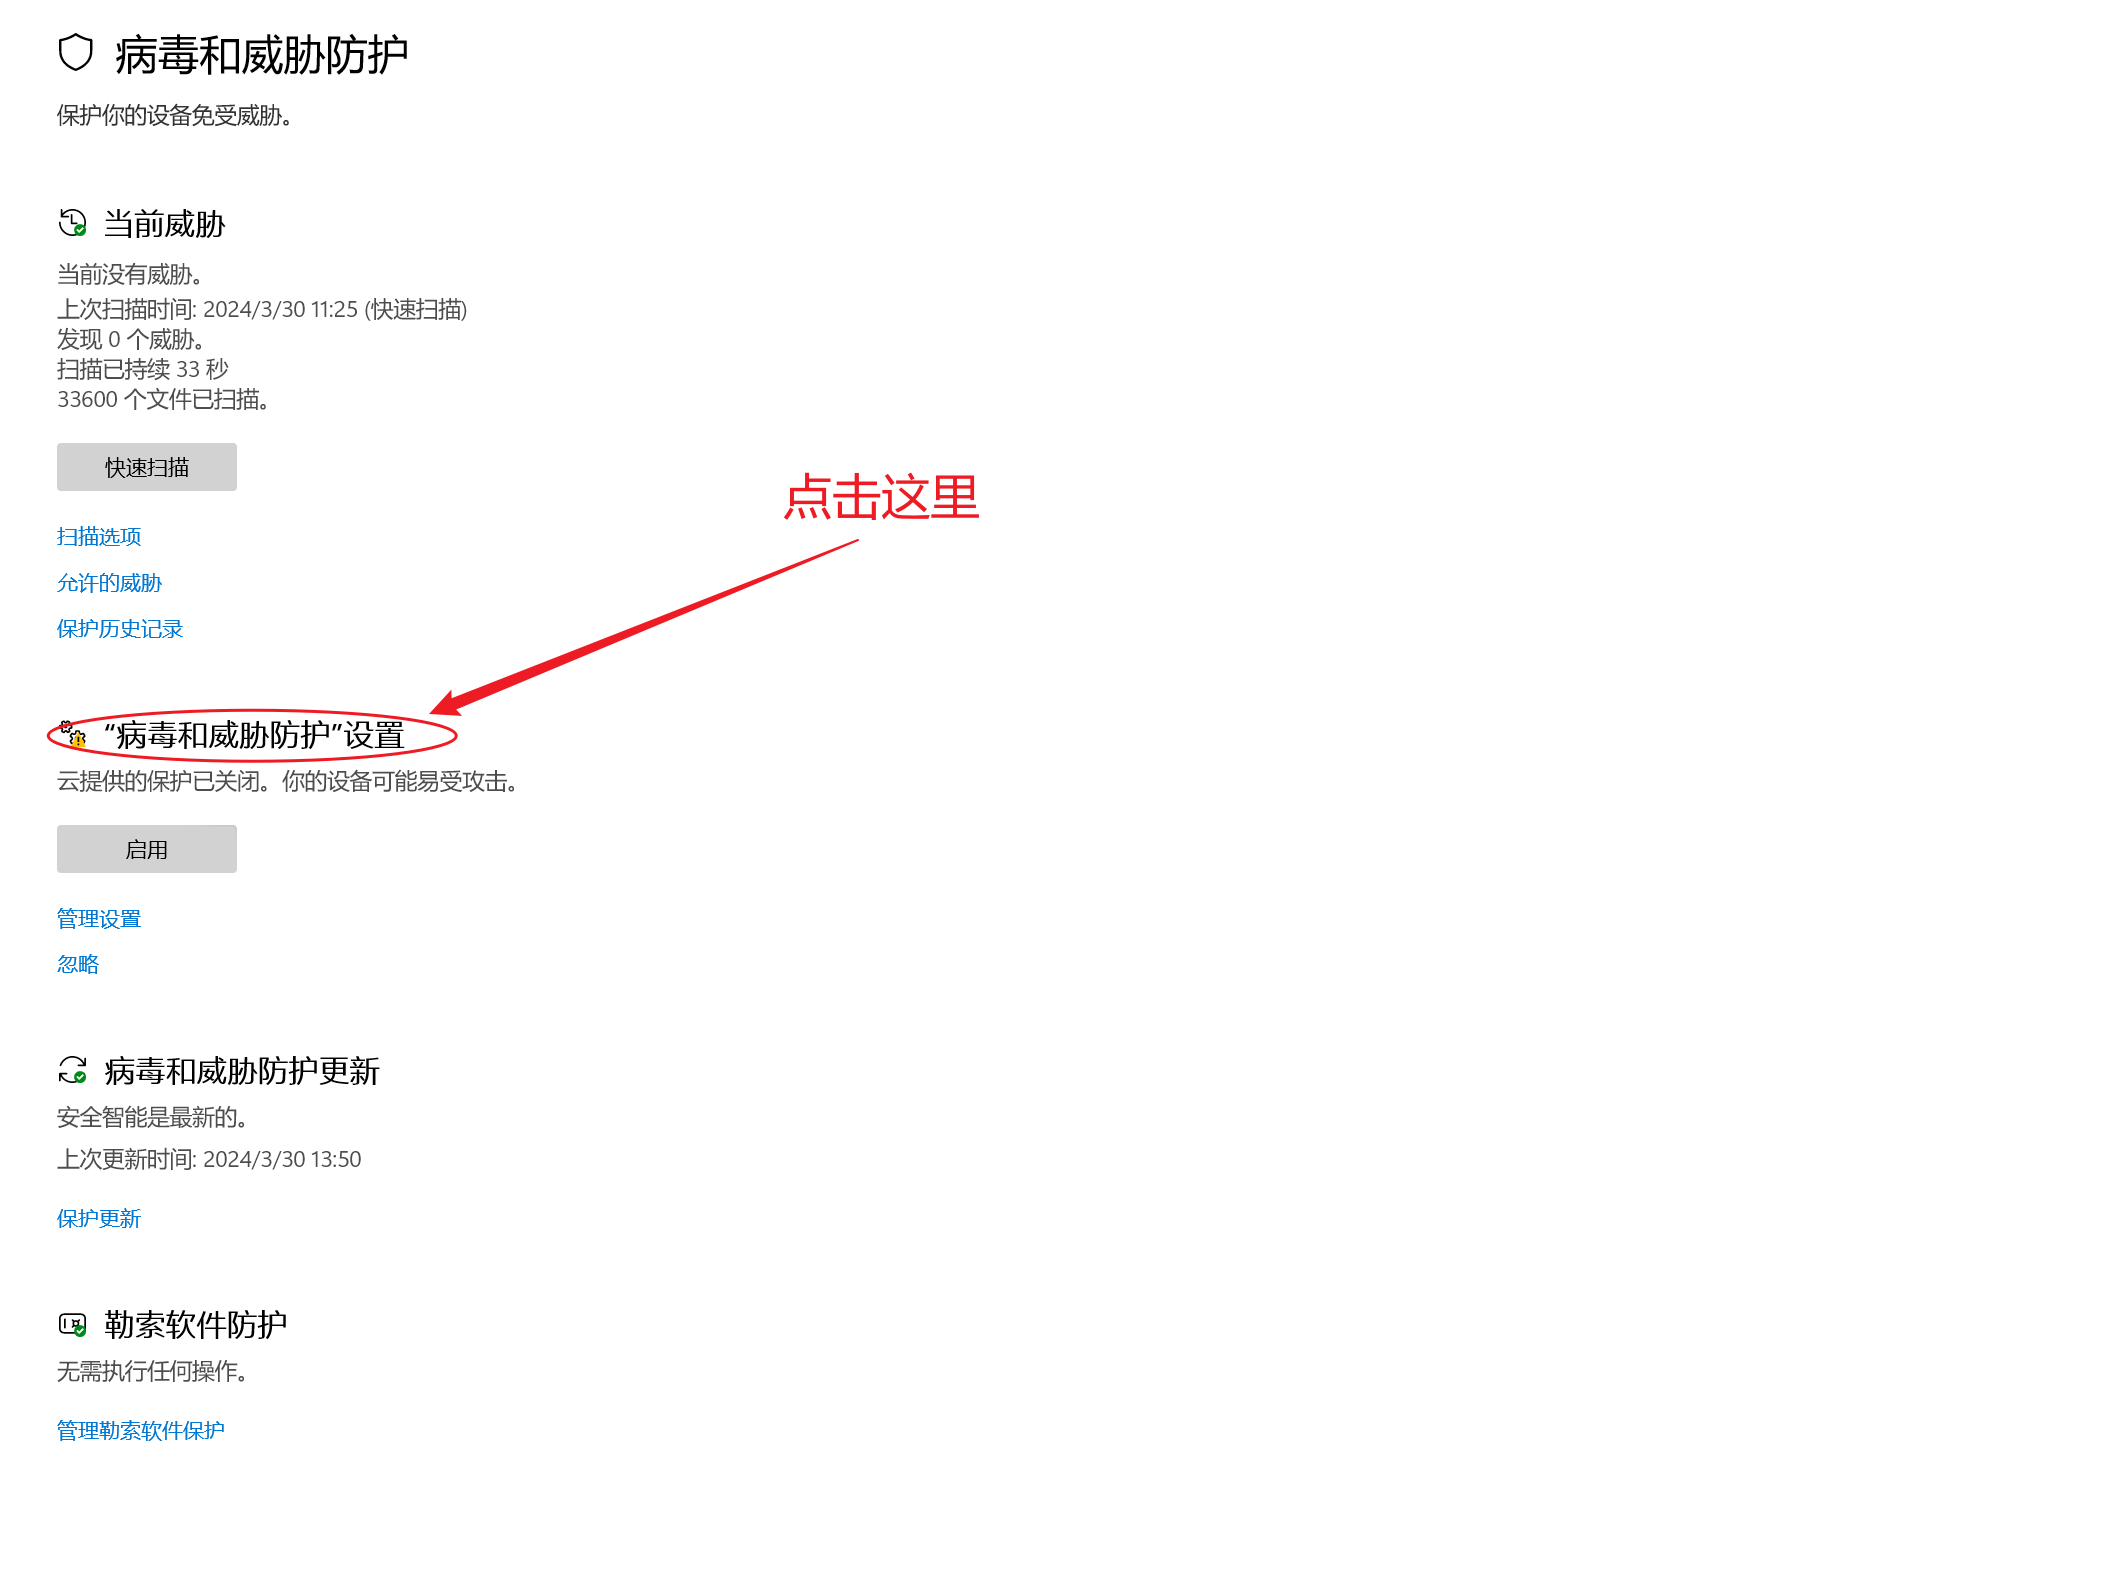 病毒和威胁防护
保护你的设备免受威胁。
当前威胁
当前没有威胁。
上次扫描时间: 2024/3/30 11:25 (快速扫描)
发现 0 个威胁。
扫描已持续 33 秒
33600 个文件已扫描。
快速扫描
点击这里
扫描选项
允许的威胁
保护历史记录
“病毒和威胁防护”设置
云提供的保护已关闭。你的设备可能易受攻击。
启用
管理设置
忽略
病毒和威胁防护更新
安全智能是最新的。
上次更新时间: 2024/3/30 13:50
保护更新
勒索软件防护
无需执行任何操作。
管理勒索软件保护